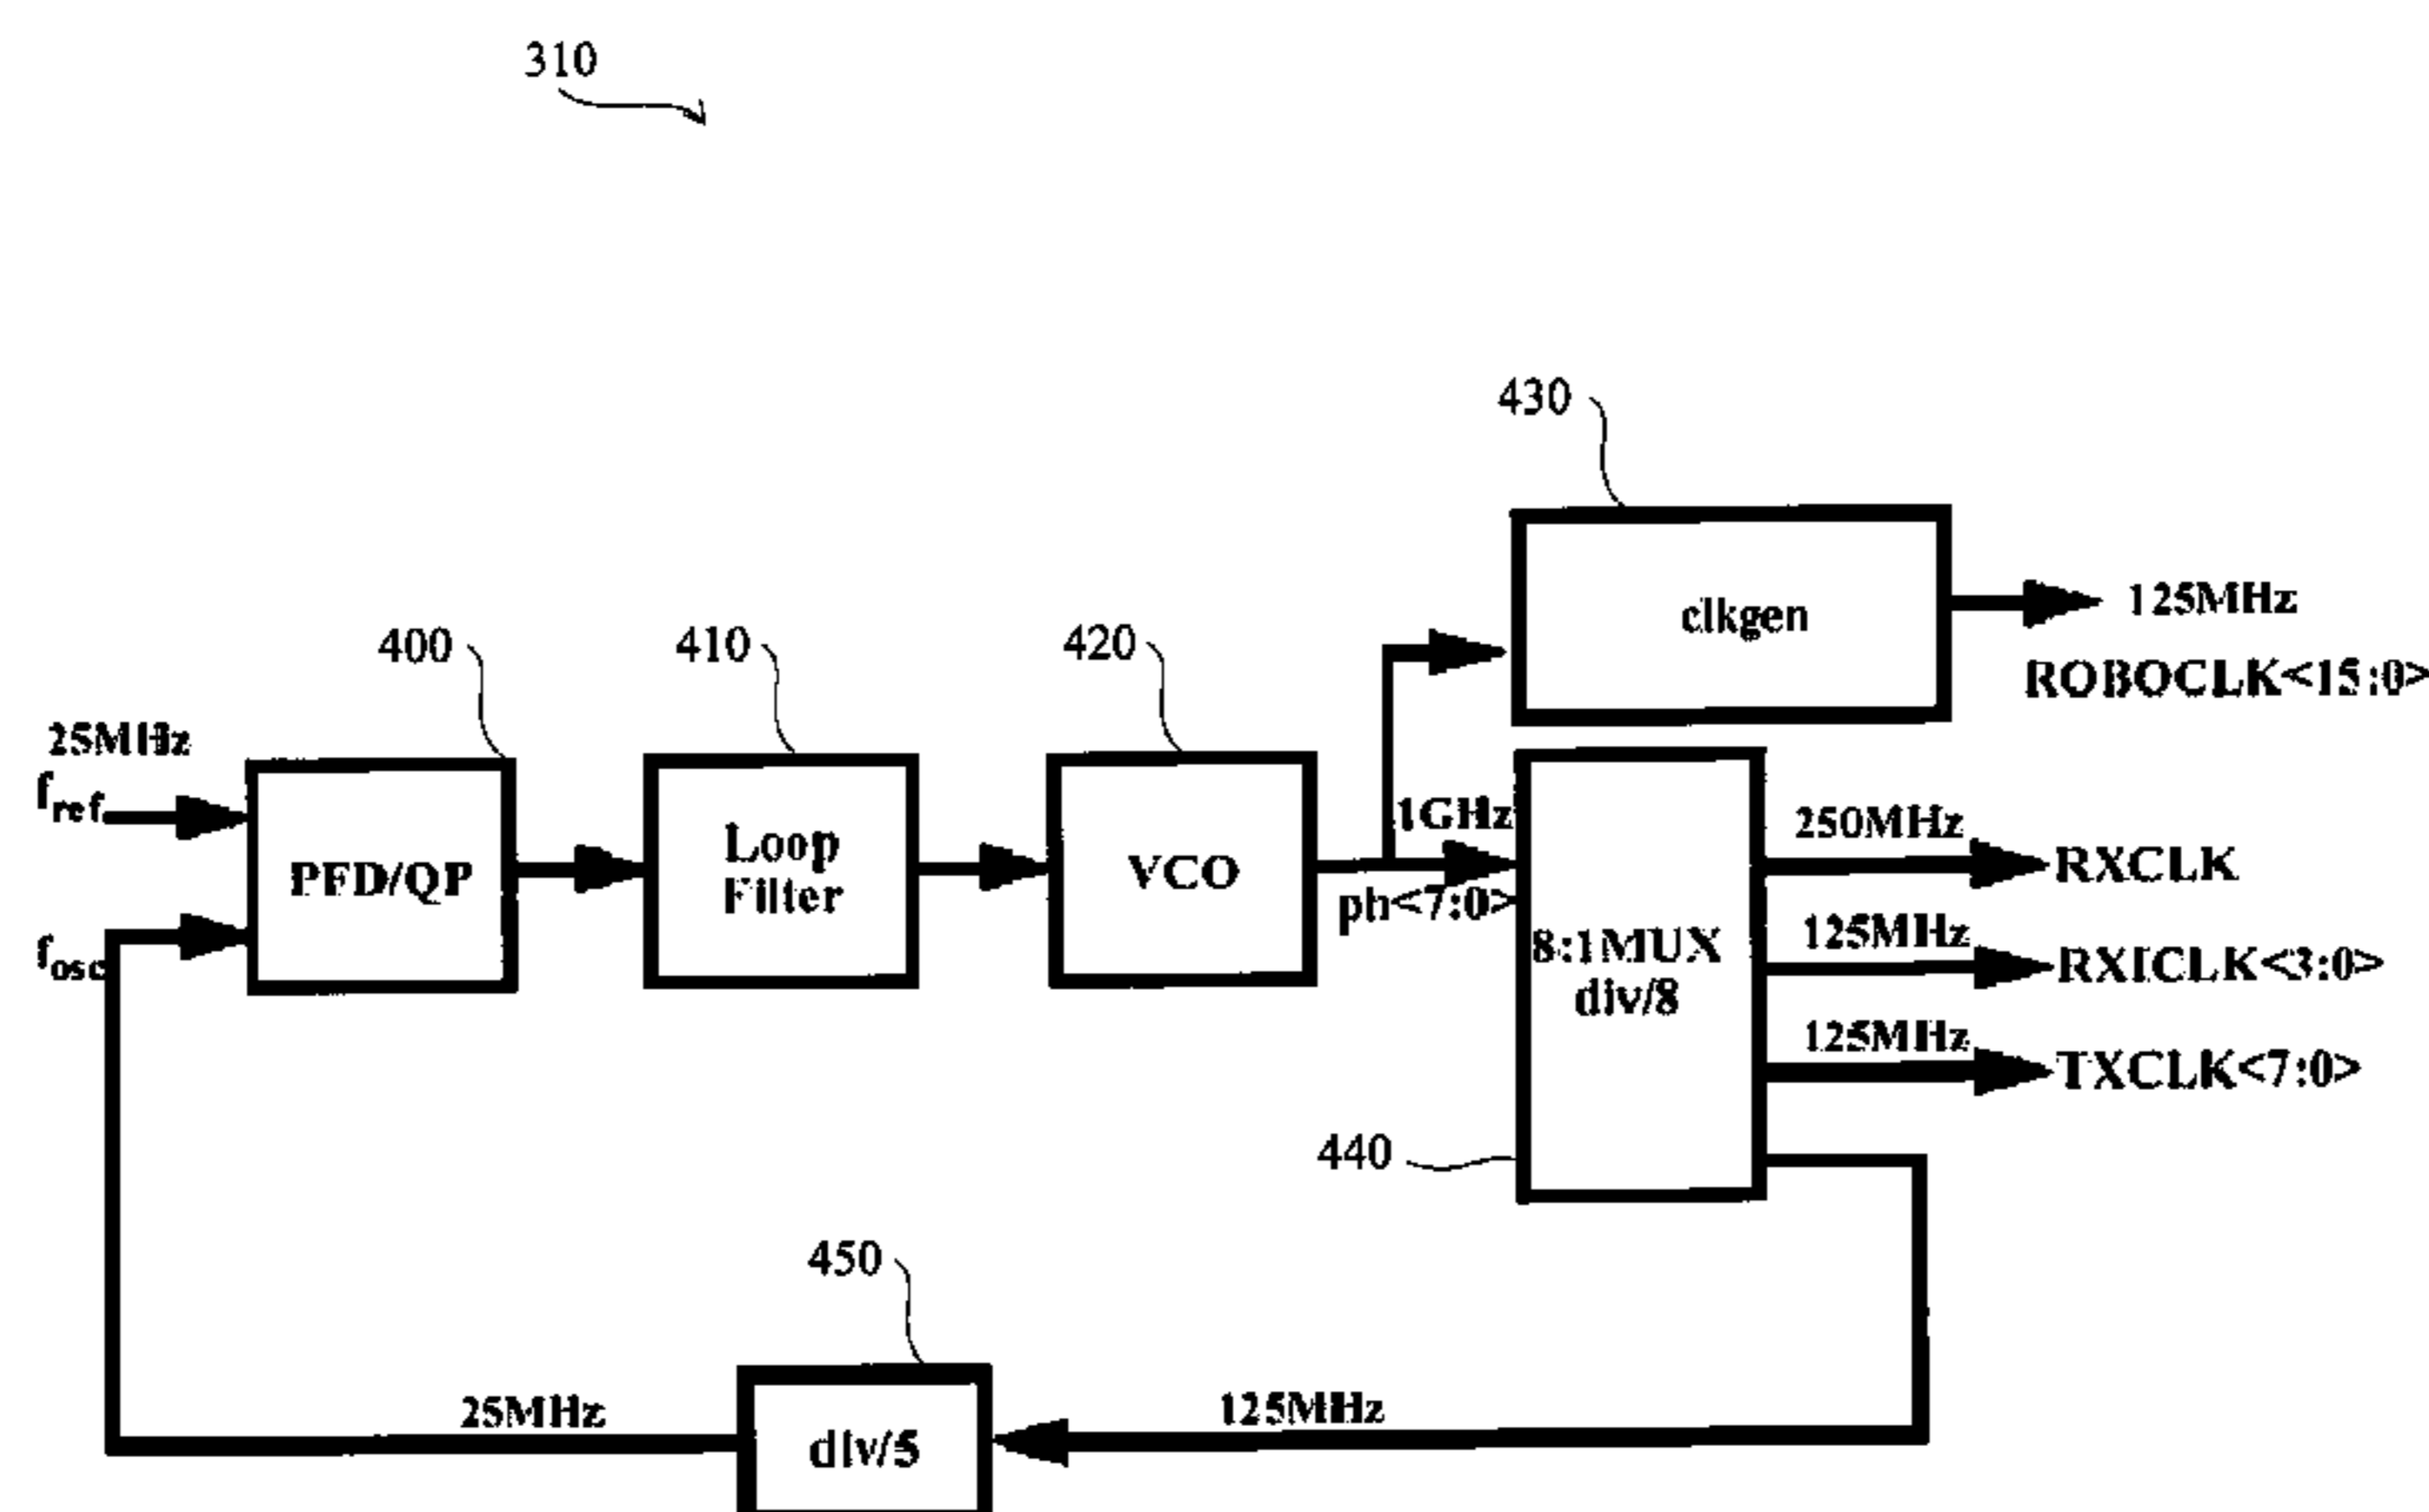 310
430
clkgen
125MHz
ROBOCLK<15:0>
400
410
420
25MHz
fref
fosc
PFD/QP
Loop
Filter
VCO
1GHz
ph<7:0>
8:1MUX
div/8
250MHz
RXCLK
125MHz
RXICLK<3:0>
125MHz
TXCLK<7:0>
440
450
25MHz
div/5
125MHz